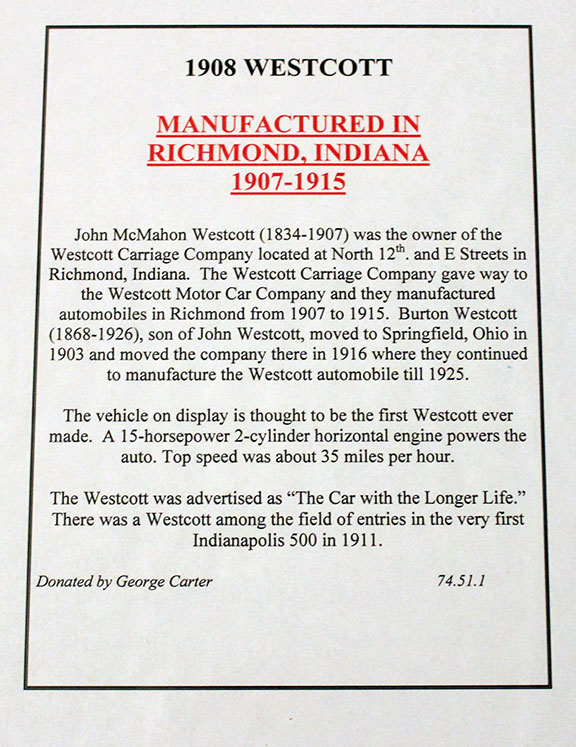 1908 WESTCOTT
MANUFACTURED IN
RICHMOND, INDIANA
1907-1915
John McMahon Westcott (1834-1907) was the owner of the
Westcott Carriage Company located at North 12th. and E Streets in
Richmond, Indiana.  The Westcott Carriage Company gave way to
the Westcott Motor Car Company and they manufactured
automobiles in Richmond from 1907 to 1915.  Burton Westcott
(1868-1926), son of John Westcott, moved to Springfield, Ohio in
1903 and moved the company there in 1916 where they continued
to manufacture the Westcott automobile till 1925.
The vehicle on display is thought to be the first Westcott ever
made.  A 15-horsepower 2-cylinder horizontal engine powers the
auto. Top speed was about 35 miles per hour.
The Westcott was advertised as “The Car with the Longer Life.”
There was a Westcott among the field of entries in the very first
Indianapolis 500 in 1911.
Donated by George Carter 74.51.1